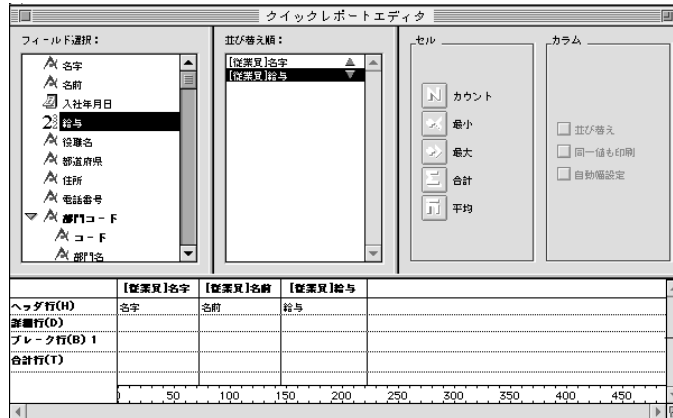 クイックレポートエディタ
フィールド選択：
名字
名前
入社年月日
給与
役職名
都道府県
住所
電話番号
部門コード
コード
部門名
並び替え順：
[従業員]名字
[従業員]給与
セル
カウント
最小
最大
合計
平均
カラム
並び替え
同一値も印刷
自動幅設定
[従業員]名字 [従業員]名前 [従業員]給与
ヘッダ行(H) 名字 名前 給与
詳細行(D)
ブレーク行(B) 1
合計行(T)
0 50 100 150 200 250 300 350 400 450